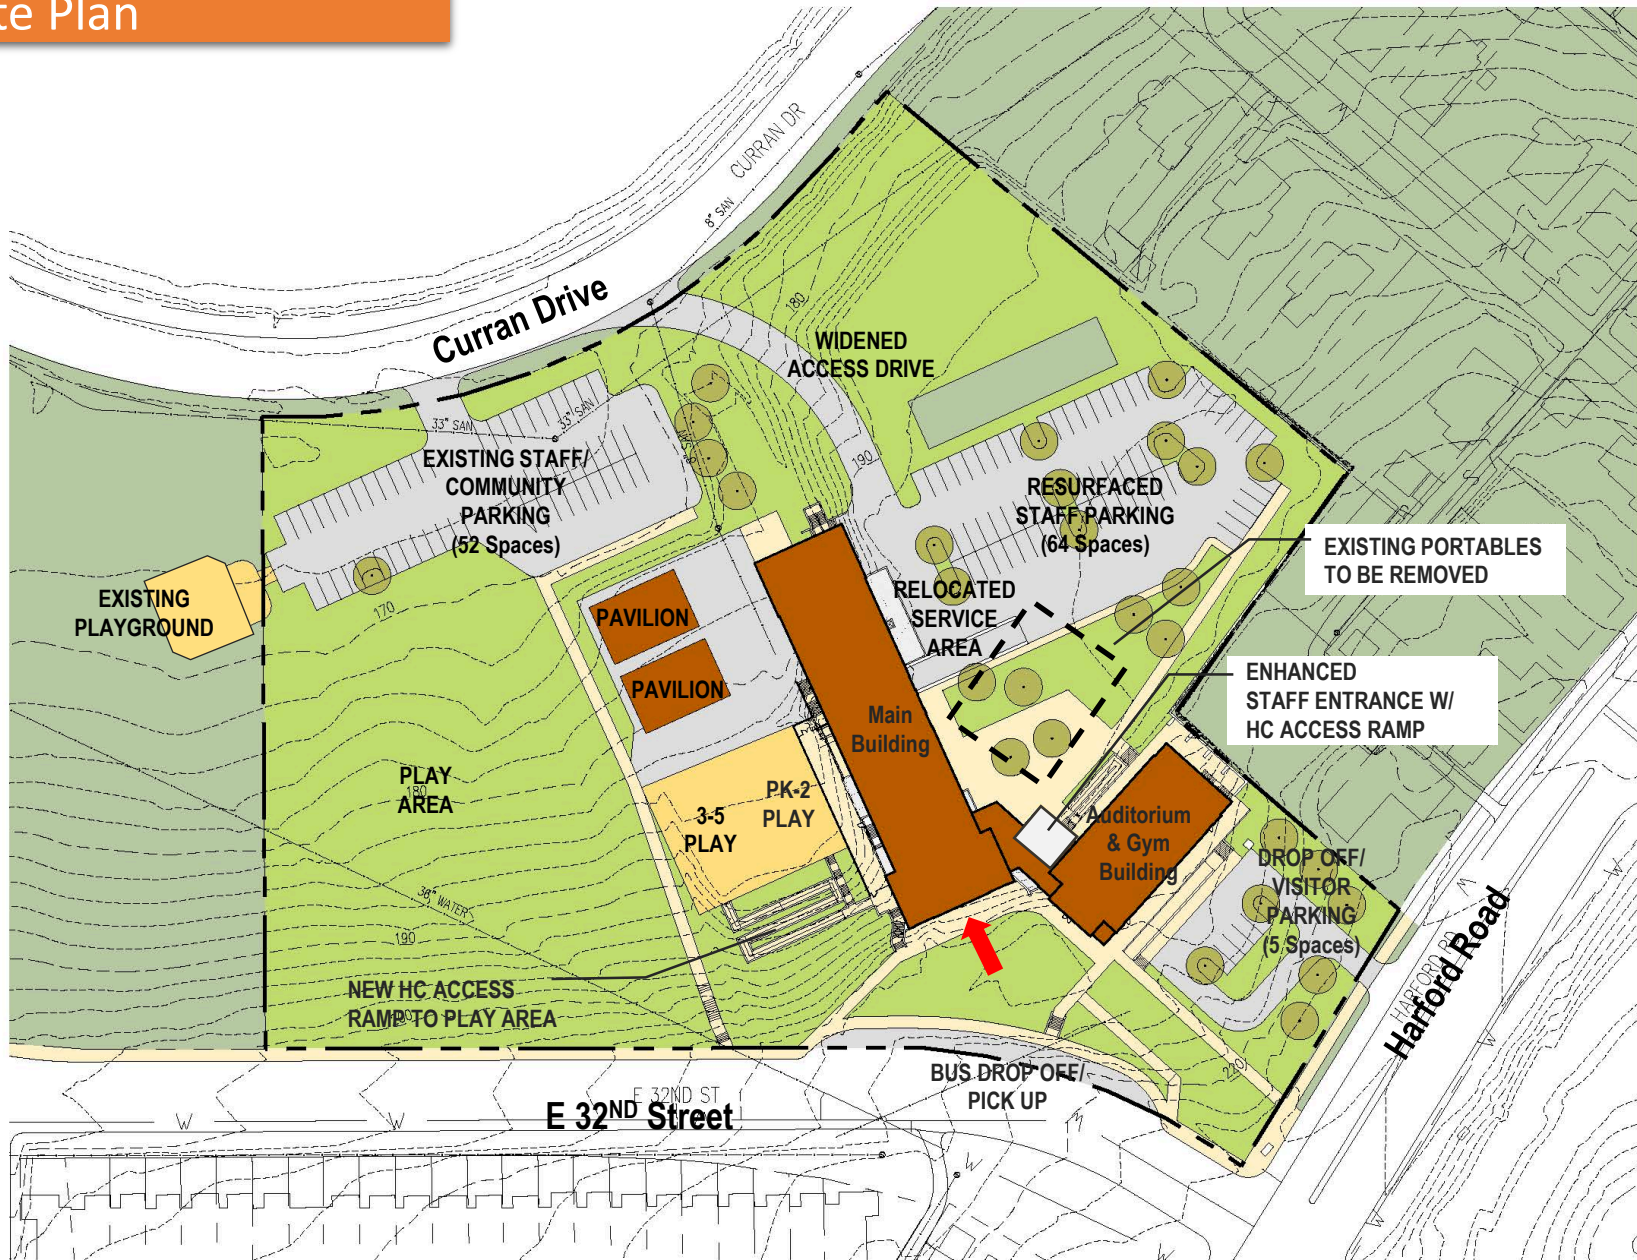 te Plan
CURRAN DR
8" SAN
Curran Drive
180
WIDENED
ACCESS DRIVE
33" SAN
33" SAN
8" SAN
190
EXISTING STAFF/
COMMUNITY
PARKING
(52 Spaces)
RESURFACED
STAFF PARKING
(64 Spaces)
EXISTING PORTABLES
TO BE REMOVED
EXISTING
PLAYGROUND
170
PAVILION
RELOCATED
SERVICE
AREA
PAVILION
ENHANCED
STAFF ENTRANCE W/
HC ACCESS RAMP
Main
Building
PLAY
AREA
180
PK-2
PLAY
3-5
PLAY
Auditorium
& Gym
Building
DROP OFF/
VISITOR
PARKING
(5 Spaces)
36" WATER
190
HARFORD RD
Harford Road
NEW HC ACCESS
RAMP TO PLAY AREA
200
220
BUS DROP OFF/
PICK UP
E 32ND ST
E 32ND Street
W
W
W
W
W
W
W